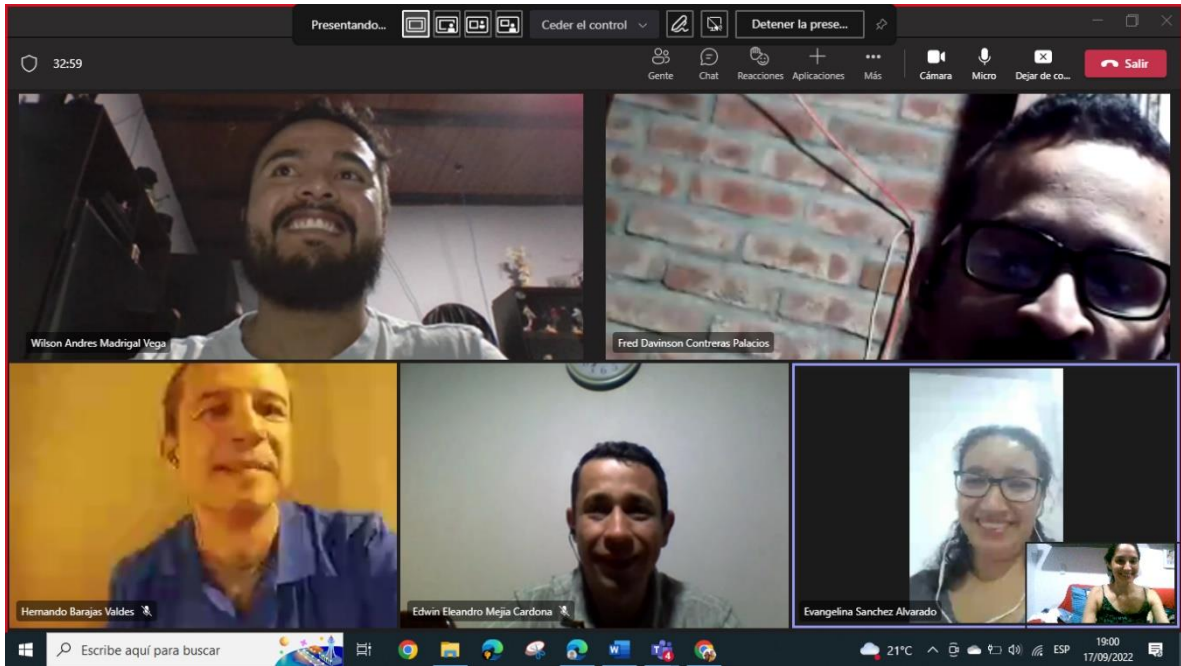 Presentando...
Ceder el control
Detener la prese...
32:59
Gente
Chat
Reacciones
Aplicaciones
Más
Cámara
Micro
Dejar de co...
Salir
Wilson Andres Madrigal Vega
Fred Davinson Contreras Palacios
Hernando Barajas Valdes
Edwin Eleandro Mejia Cardona
Evangelina Sanchez Alvarado
Escribe aquí para buscar
21°C
ESP
19:00
17/09/2022